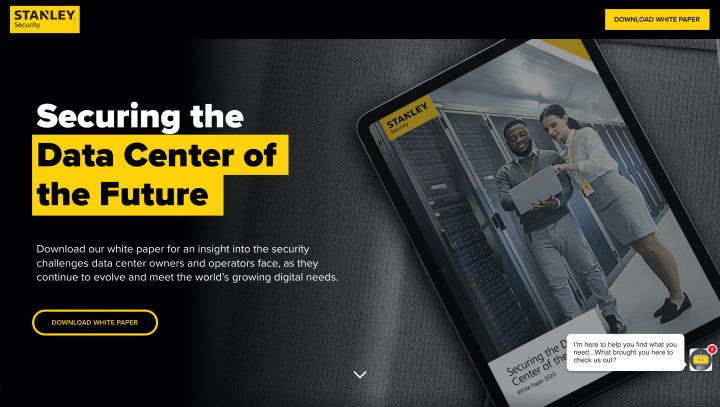 STANLEY.
Security
DOWNLOAD WHITE PAPER
Securing the
Data Center of
the Future
Download our white paper for an insight into the security
challenges data center owners and operators face, as they
continue to evolve and meet the world's growing digital needs.
DOWNLOAD WHITE PAPER
STANLEY.
Security
Securing the D
Center of the
White Paper 2020
I'm here to help you find what you
need...What brought you here to
check us out?